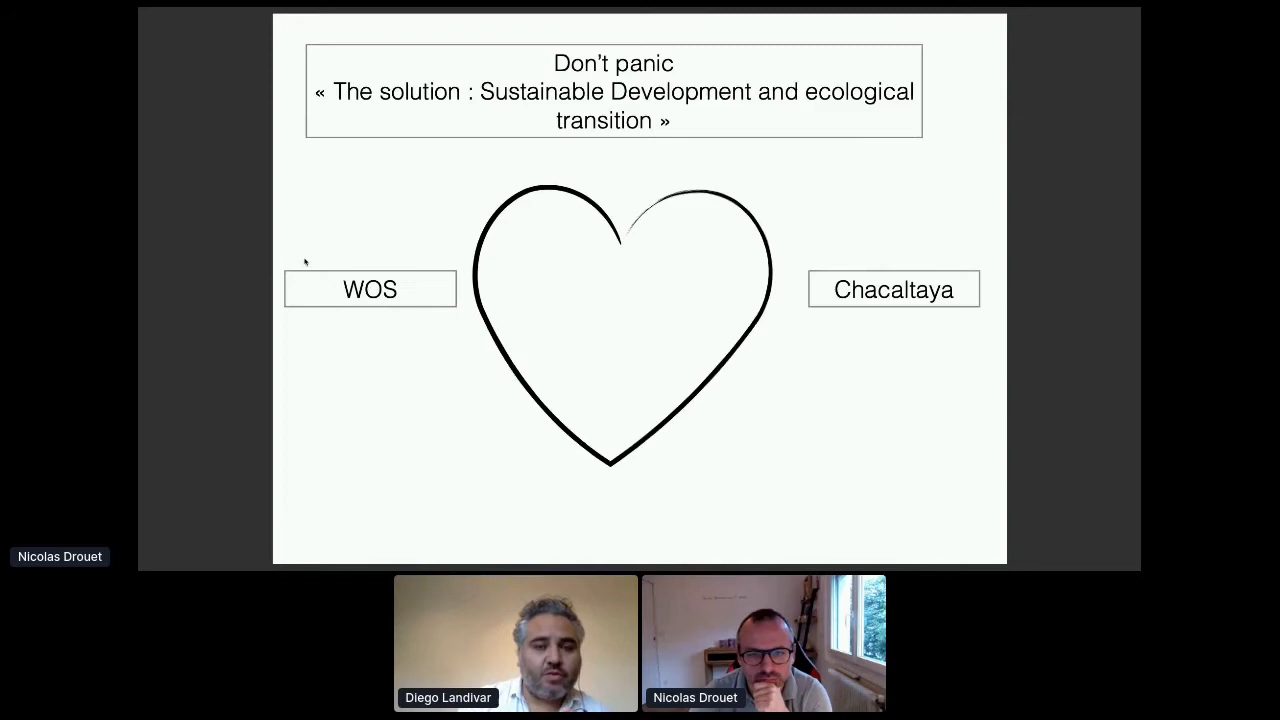 Don’t panic
« The solution : Sustainable Development and ecological
transition »
WOS
Chacaltaya
Nicolas Drouet
Diego Landivar
Nicolas Drouet